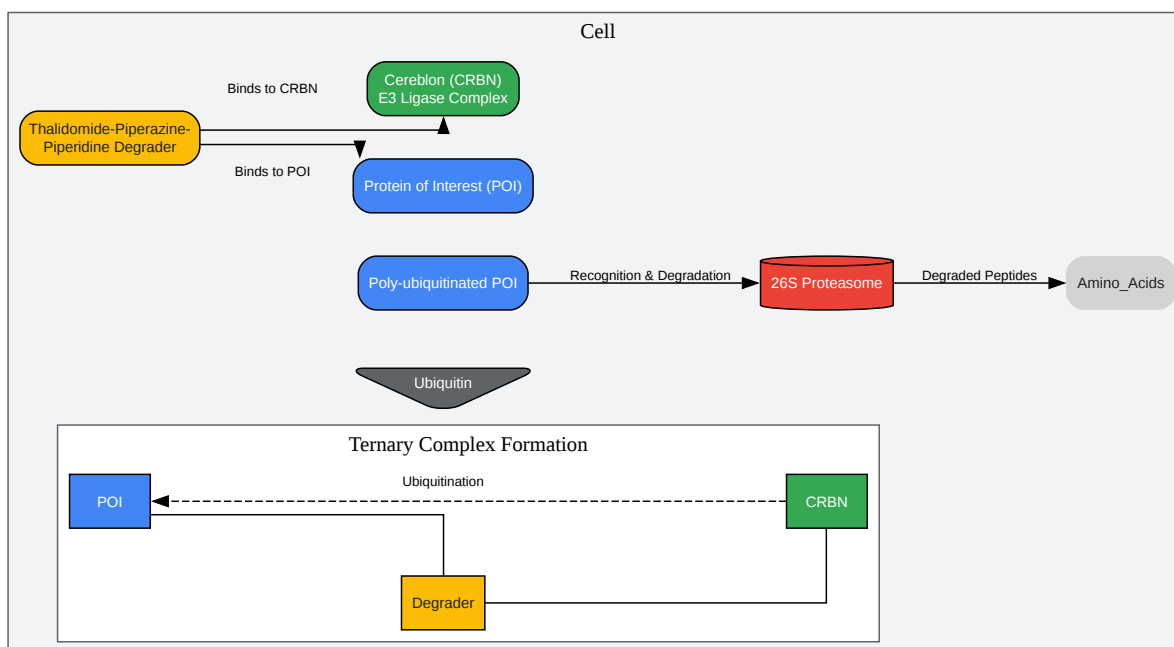 Cell
Cereblon (CRBN)
E3 Ligase Complex
Binds to CRBN
Thalidomide-Piperazine-
Piperidine Degrader
Binds to POI
Protein of Interest (POI)
Poly-ubiquitinated POI
Recognition & Degradation
26S Proteasome
Degraded Peptides
Amino_Acids
Ubiquitin
Ternary Complex Formation
POI
Ubiquitination
CRBN
Degrader